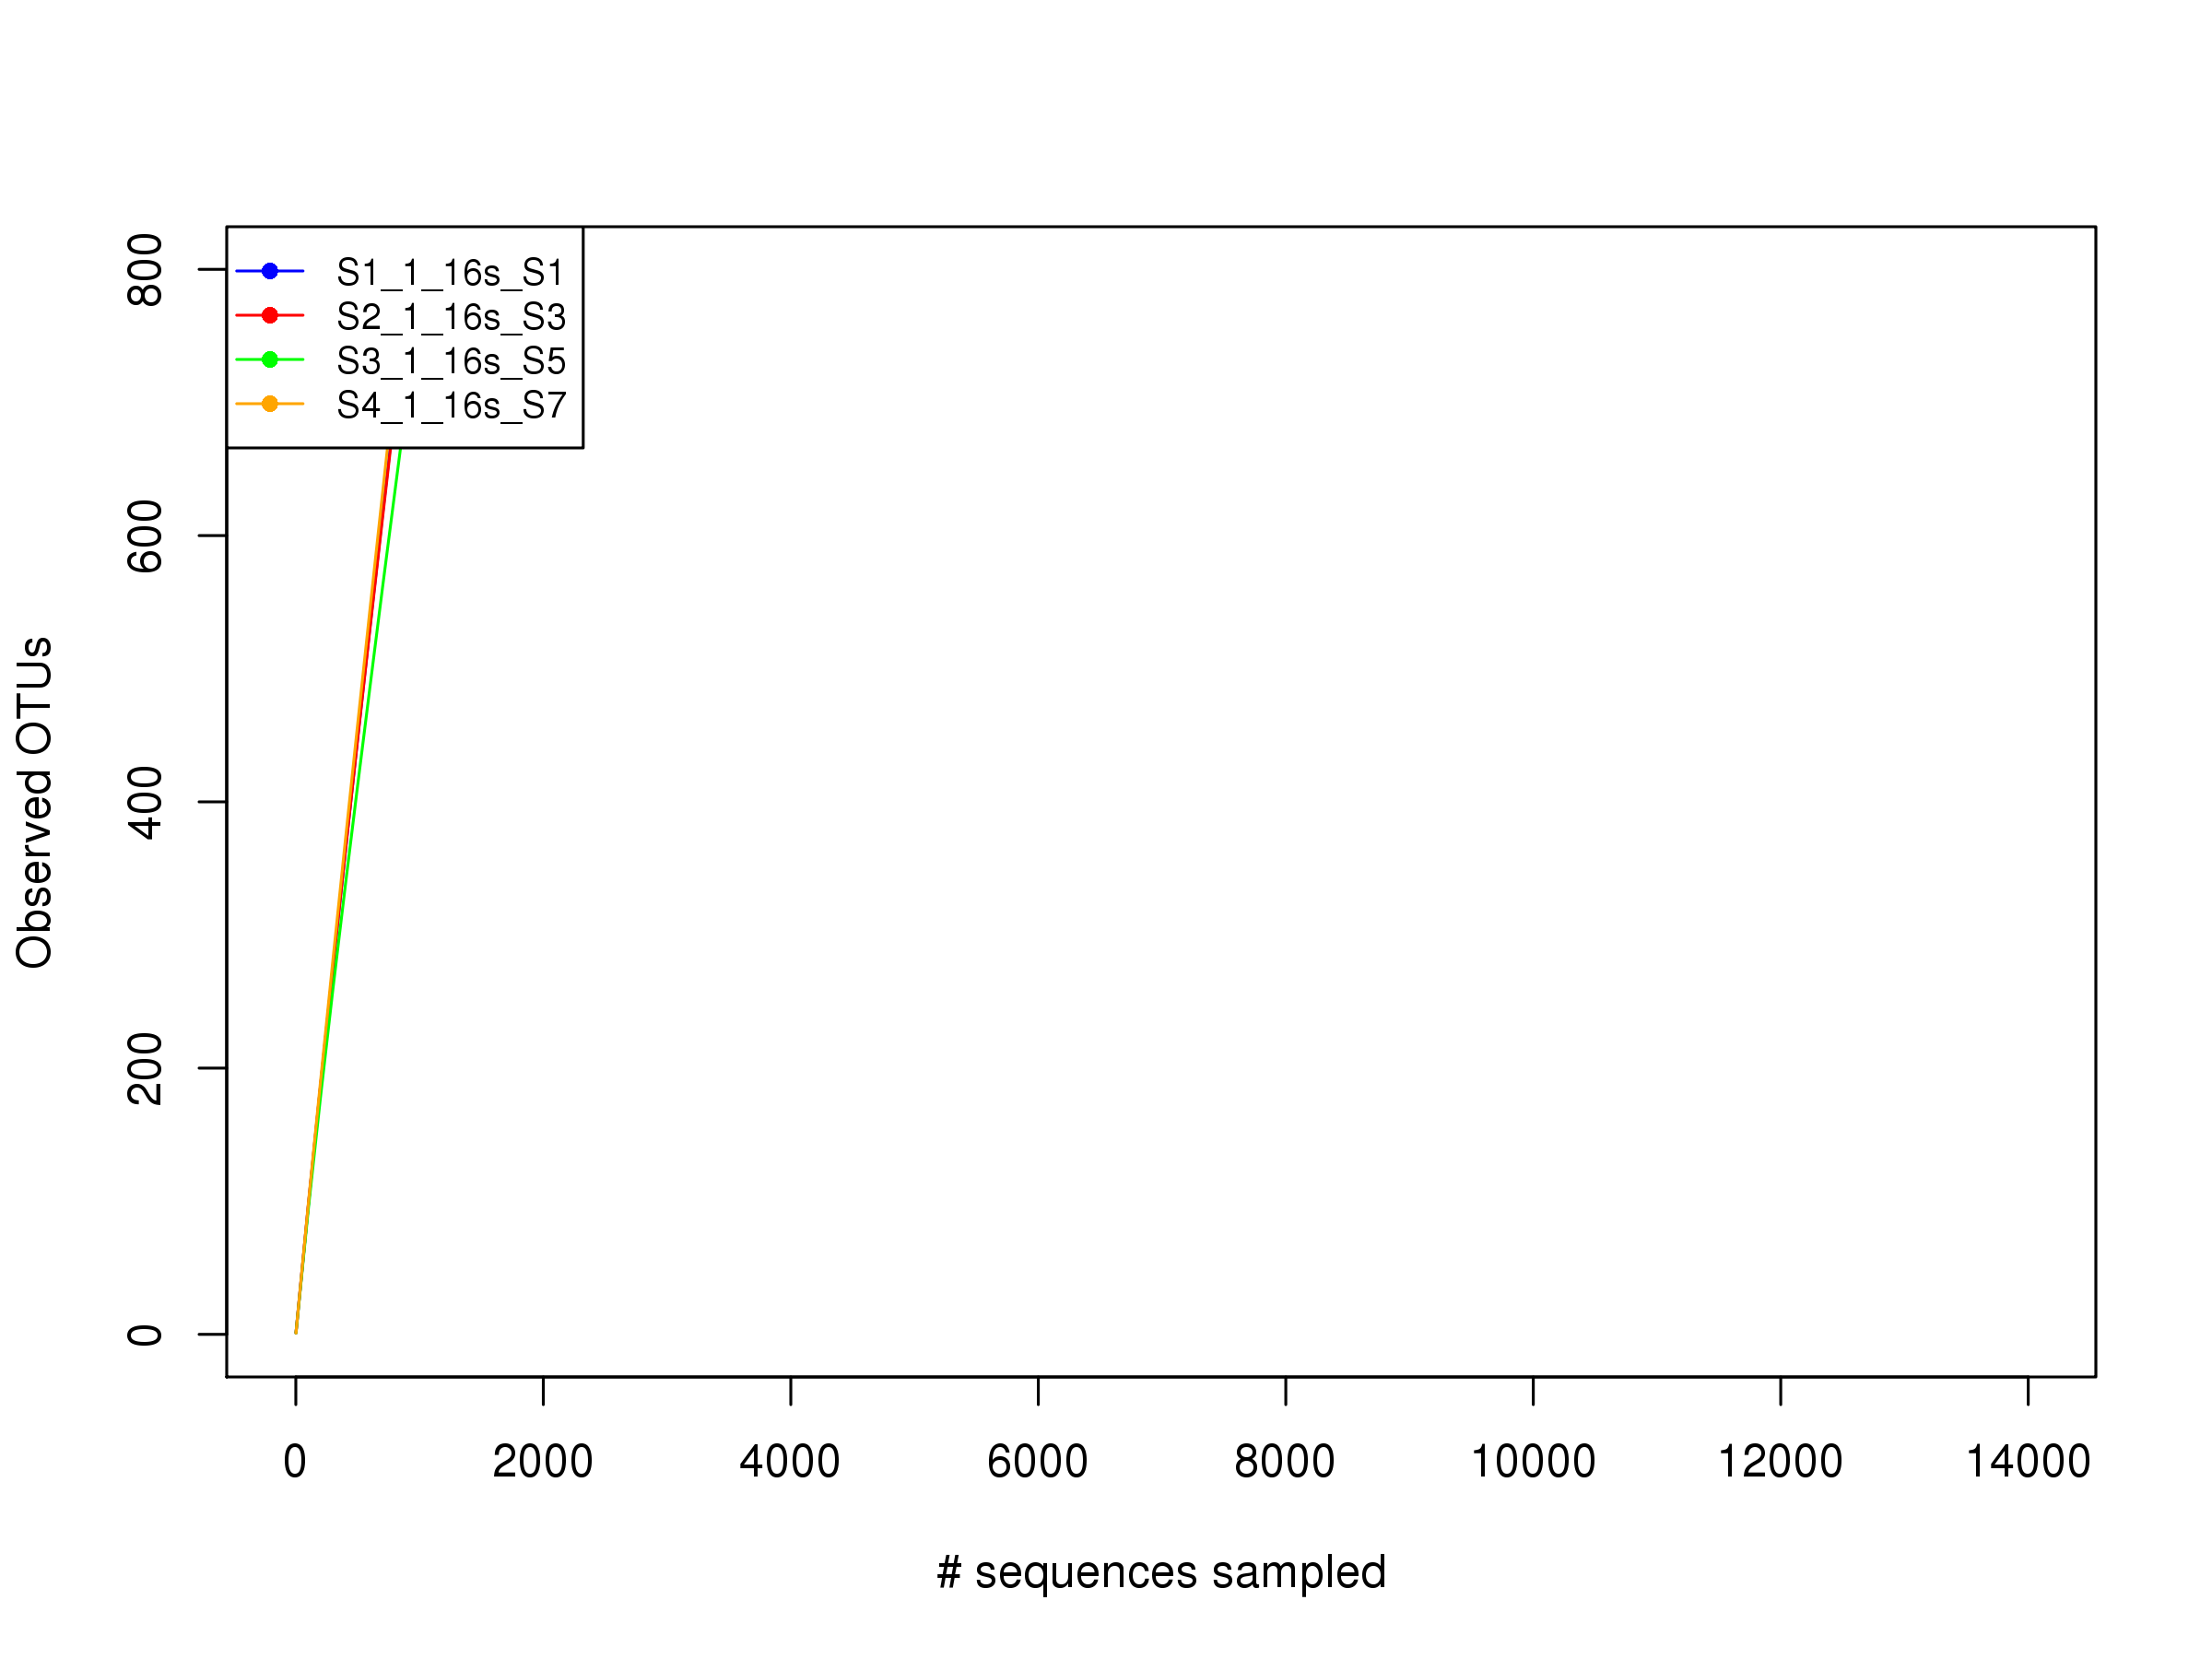 S1_1_16s_S1
S2_1_16s_S3
S3_1_16s_S5
S4_1_16s_S7
800
600
400
200
0
Observed OTUs
0 2000 4000 6000 8000 10000 12000 14000
# sequences sampled